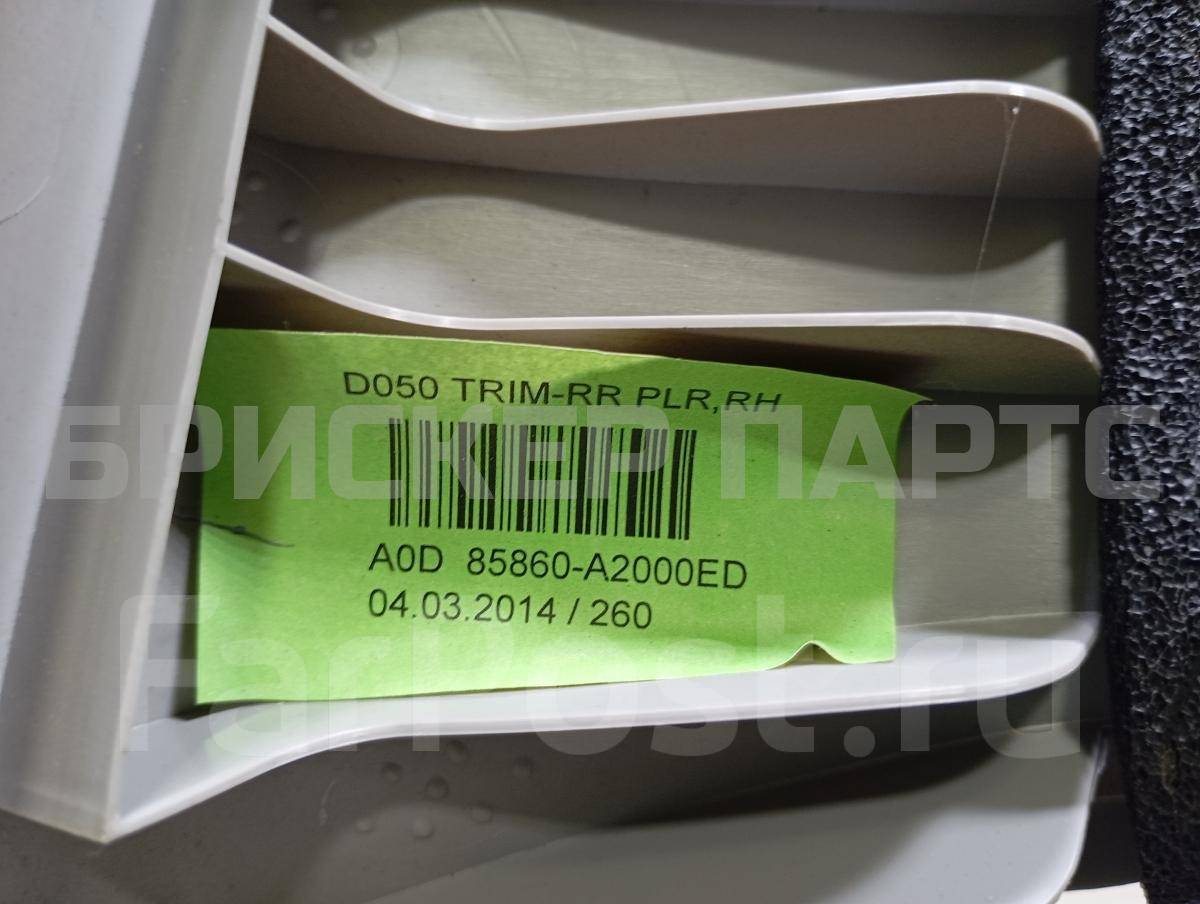 D050 TRIM-RR PLR,RH
БРИСКЕР ПАРТС
A0D 85860-A2000ED
04.03.2014 / 260
FarPost.ru